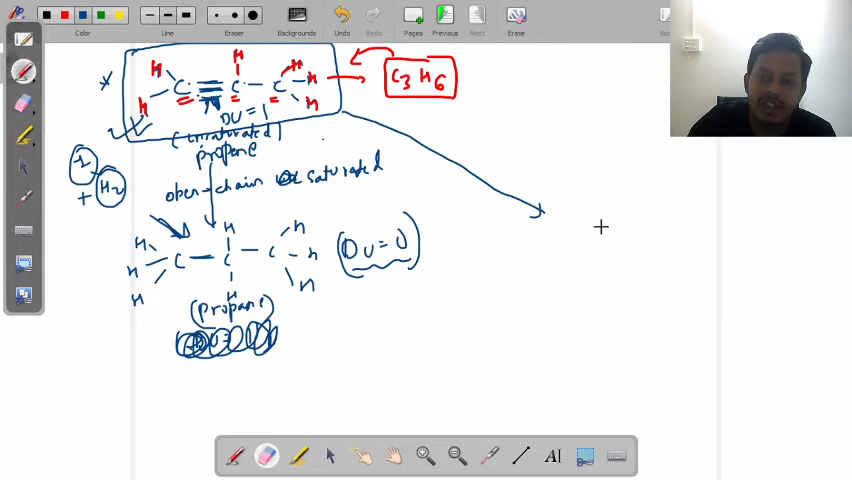 Color
Line
Eraser
Backgrounds
Undo
Pages
Previous
Next
Erase
H H H H
C C C H
H H
C3H6
DU = 1
(unsaturated)
propene
1
+ H2
open-chain saturated
H H H
H C C C H
H H H
H
(DU = 0)
(propane)
AI